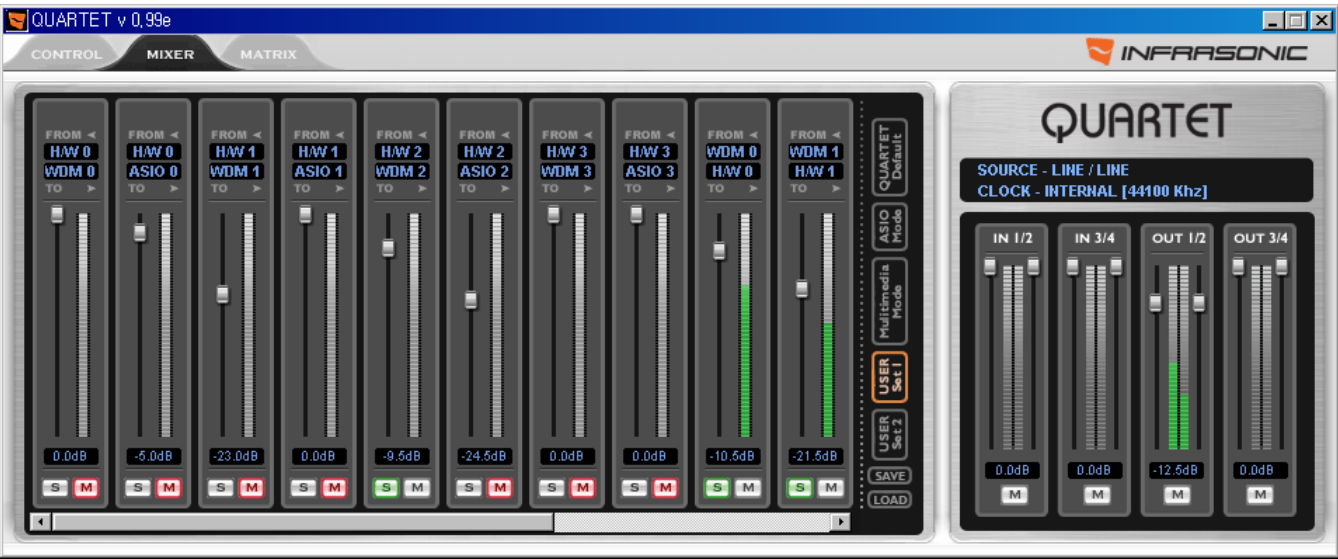 QUARTET v 0,99e
CONTROL MIXER MATRIX
INFRASONIC
FROM FROM FROM FROM FROM FROM FROM FROM FROM FROM
H/W 0 H/W 0 H/W 1 H/W 1 H/W 2 H/W 2 H/W 3 H/W 3 WDM 0 WDM 1
WDM 0 ASIO 0 WDM 1 ASIO 1 WDM 2 ASIO 2 WDM 3 ASIO 3 H/W 0 H/W 1
TO TO TO TO TO TO TO TO TO TO
0.0dB -5.0dB -23.0dB 0.0dB -9.5dB -24.5dB 0.0dB 0.0dB -10.5dB -21.5dB
S M S M S M S M S M S M S M S M S M S M
QUARTET
Default
ASIO
Mode
Mulitimedia
Mode
USER
Set 1
USER
Set 2
SAVE
LOAD
QUARTET
SOURCE - LINE / LINE
CLOCK - INTERNAL [44100 Khz]
IN 1/2 IN 3/4 OUT 1/2 OUT 3/4
0.0dB 0.0dB -12.5dB 0.0dB
M M M M